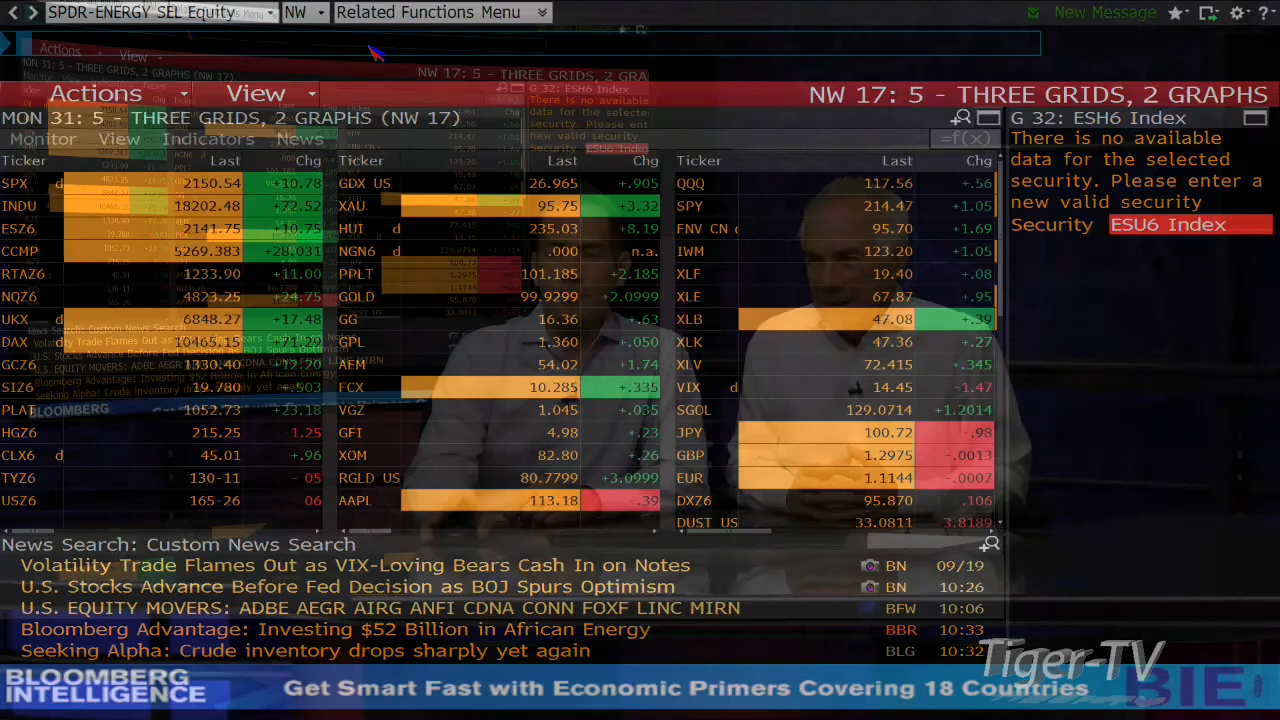 SPDR-ENERGY SEL Equity NW Related Functions Menu New Message
Actions View NW 17: 5 - THREE GRIDS, 2 GRAPHS
MON 31: 5 - THREE GRIDS, 2 GRAPHS (NW 17) G 32: ESH6 Index
Monitor View Indicators News =f(x)
There is no available
data for the selected
security. Please enter a
new valid security
Security ESU6 Index
Ticker Last Chg Ticker Last Chg Ticker Last Chg
SPX d 2150.54 +10.78 GDX US 26.965 +.905 QQQ 117.56 +.56
INDU 18202.48 +72.52 XAU 95.75 +3.32 SPY 214.47 +1.05
ESZ6 2141.75 +10.75 HUI d 235.03 +8.19 FNV CN d 95.70 +1.69
CCMP 5269.383 +28.031 NGN6 d .000 n.a. IWM 123.20 +1.05
RTAZ6 1233.90 +11.00 PPLT 101.185 +2.185 XLF 19.40 +.08
NQZ6 4823.25 +24.75 GOLD 99.9299 +2.0999 XLE 67.87 +.95
UKX d 6848.27 +17.48 GG 16.36 +.63 XLB 47.08 +.39
DAX d 10465.15 +71.29 GPL 1.360 +.050 XLK 47.36 +.27
GCZ6 d 1330.40 +12.20 AEM 54.02 +1.74 XLV 72.415 +.345
SIZ6 d 19.780 +.503 FCX 10.285 +.335 VIX d 14.45 -1.47
PLAT 1052.73 +23.18 VGZ 1.045 +.035 SGOL 129.0714 +1.2014
HGZ6 215.25 1.25 GFI 4.98 +.23 JPY 100.72 -.98
CLX6 d 45.01 +.96 XOM 82.80 +.26 GBP 1.2975 -.0013
TYZ6 130-11 05 RGLD US 80.7799 +3.0999 EUR 1.1144 -.0007
USZ6 165-26 06 AAPL 113.18 -.39 DXZ6 95.870 .106
DUST US 33.0811 3.8189
News Search: Custom News Search
Volatility Trade Flames Out as VIX-Loving Bears Cash In on Notes BN 09/19
U.S. Stocks Advance Before Fed Decision as BOJ Spurs Optimism BN 10:26
U.S. EQUITY MOVERS: ADBE AEGR AIRG ANFI CDNA CONN FOXF LINC MIRN BFW 10:06
Bloomberg Advantage: Investing $52 Billion in African Energy BBR 10:33
Seeking Alpha: Crude inventory drops sharply yet again BLG 10:32
Tiger-TV
BLOOMBERG
INTELLIGENCE
Get Smart Fast with Economic Primers Covering 18 Countries